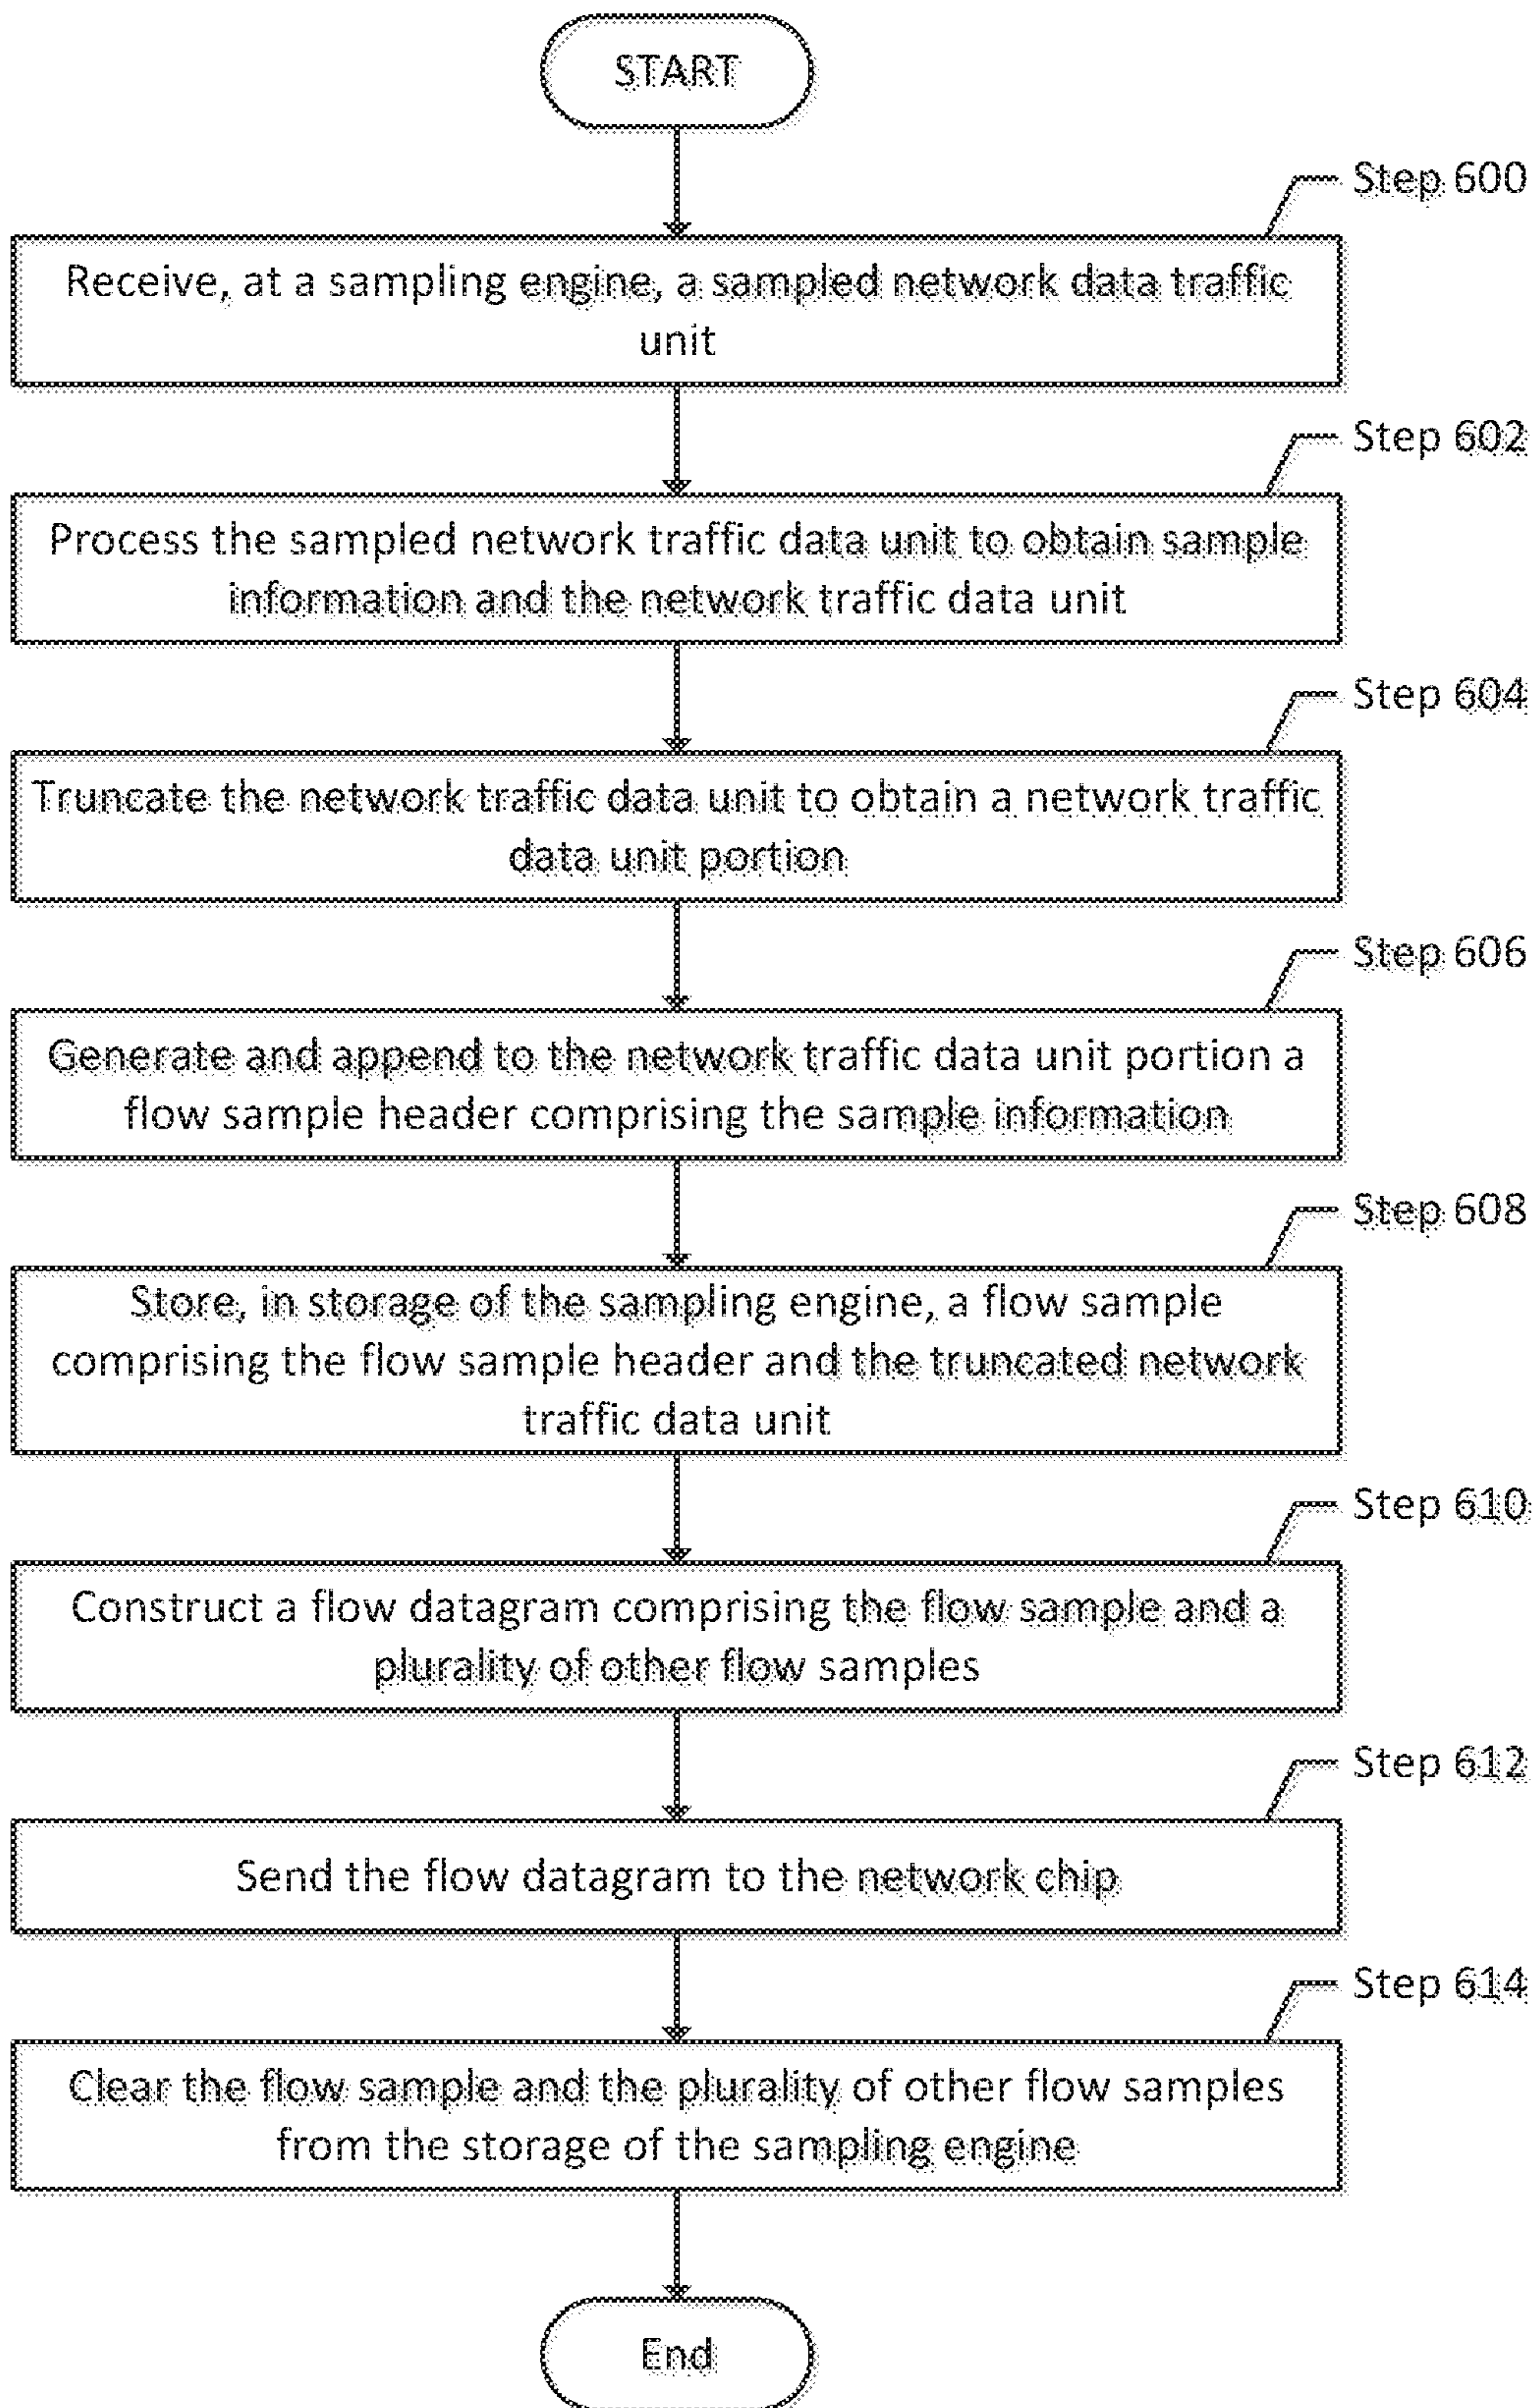 START
Step 600
Receive, at a sampling engine, a sampled network data traffic
unit
Step 602
Process the sampled network traffic data unit to obtain sample
information and the network traffic data unit
Step 604
Truncate the network traffic data unit to obtain a network traffic
data unit portion
Step 606
Generate and append to the network traffic data unit portion a
flow sample header comprising the sample information
Step 608
Store, in storage of the sampling engine, a flow sample
comprising the flow sample header and the truncated network
traffic data unit
Step 610
Construct a flow datagram comprising the flow sample and a
plurality of other flow samples
Step 612
Send the flow datagram to the network chip
Step 614
Clear the flow sample and the plurality of other flow samples
from the storage of the sampling engine
End